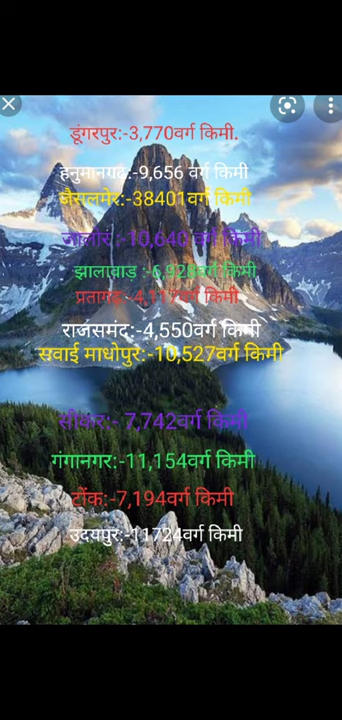 डूंगरपुर:-3,770वर्ग किमी.
हनुमानगढ:-9,656 वर्ग किमी
जैसलमेर:-38401वर्ग किमी
जालोर :-10,640 वर्ग किमी
झालावाड :-6,928वर्ग किमी
प्रतागढ़:-4,117वर्ग किमी
राजसमंद:-4,550वर्ग किमी
सवाई माधोपुर:-10,527वर्ग किमी
सीकर:- 7,742वर्ग किमी
गंगानगर:-11,154वर्ग किमी
टोंक:-7,194वर्ग किमी
उदयपुर:-11724वर्ग किमी